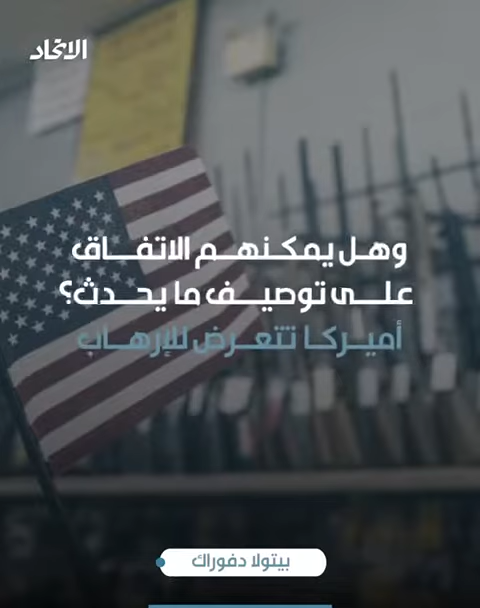 الاتحاد
وهل يمكنهم الاتفاق
على توصيف ما يحدث؟
أميركا تتعرض للإرهاب
بيتولا دفوراك